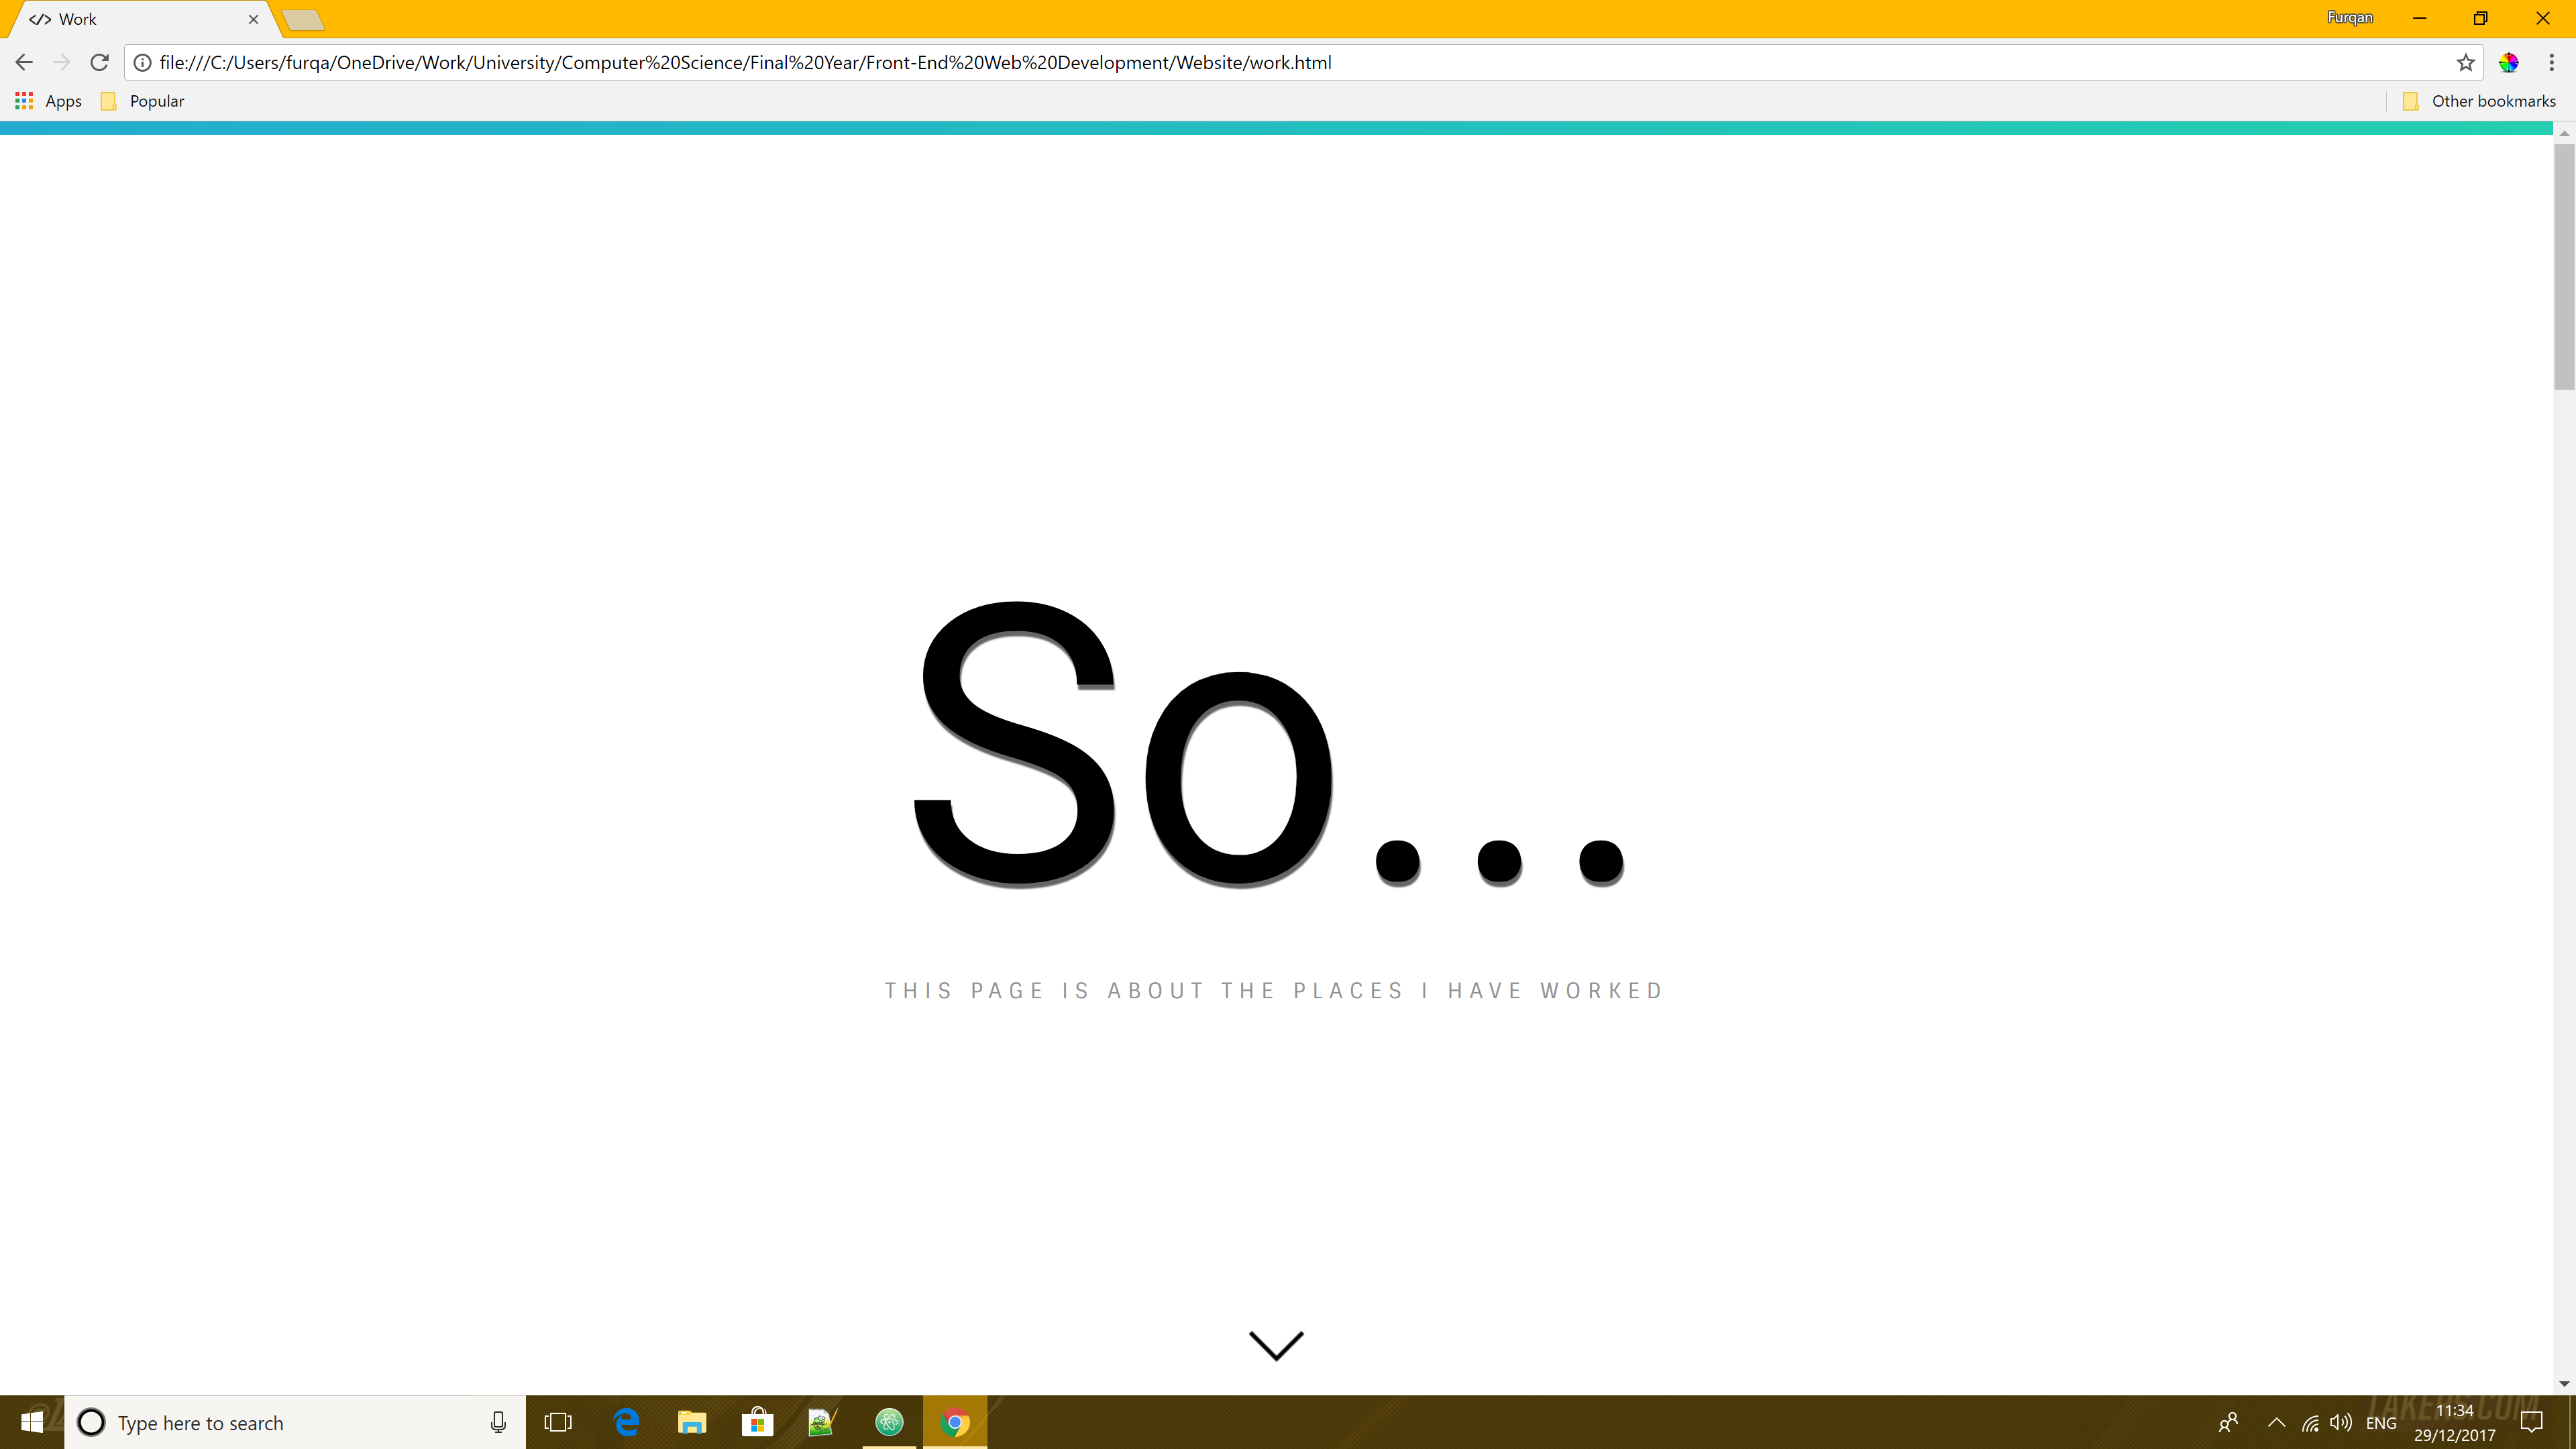 </> Work
Furqan
file:///C:/Users/furqa/OneDrive/Work/University/Computer%20Science/Final%20Year/Front-End%20Web%20Development/Website/work.html
Apps Popular Other bookmarks
So...
THIS PAGE IS ABOUT THE PLACES I HAVE WORKED
LAKERS.COM
Type here to search
ENG
11:34
29/12/2017